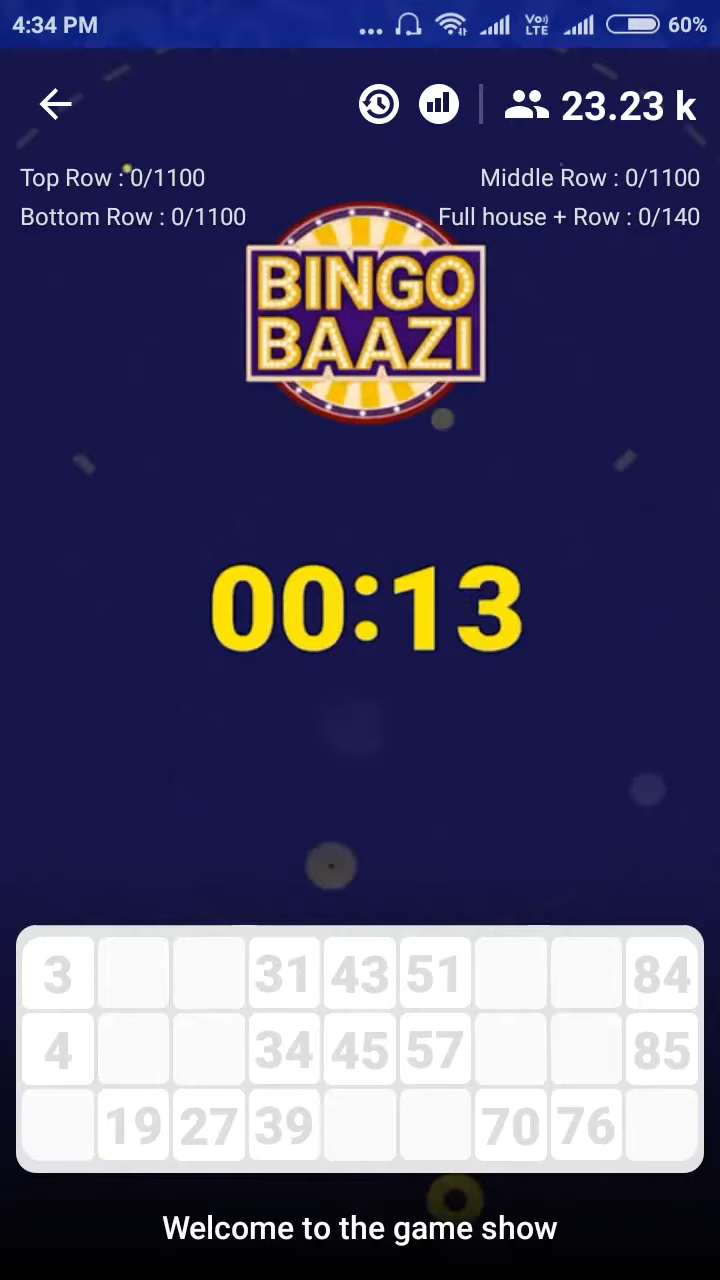 4:34 PM ... Vo)) LTE 60%
23.23 k
Top Row : 0/1100 Middle Row : 0/1100
Bottom Row : 0/1100 Full house + Row : 0/140
BINGO
BAAZI
00:13
3 31 43 51 84
4 34 45 57 85
19 27 39 70 76
Welcome to the game show